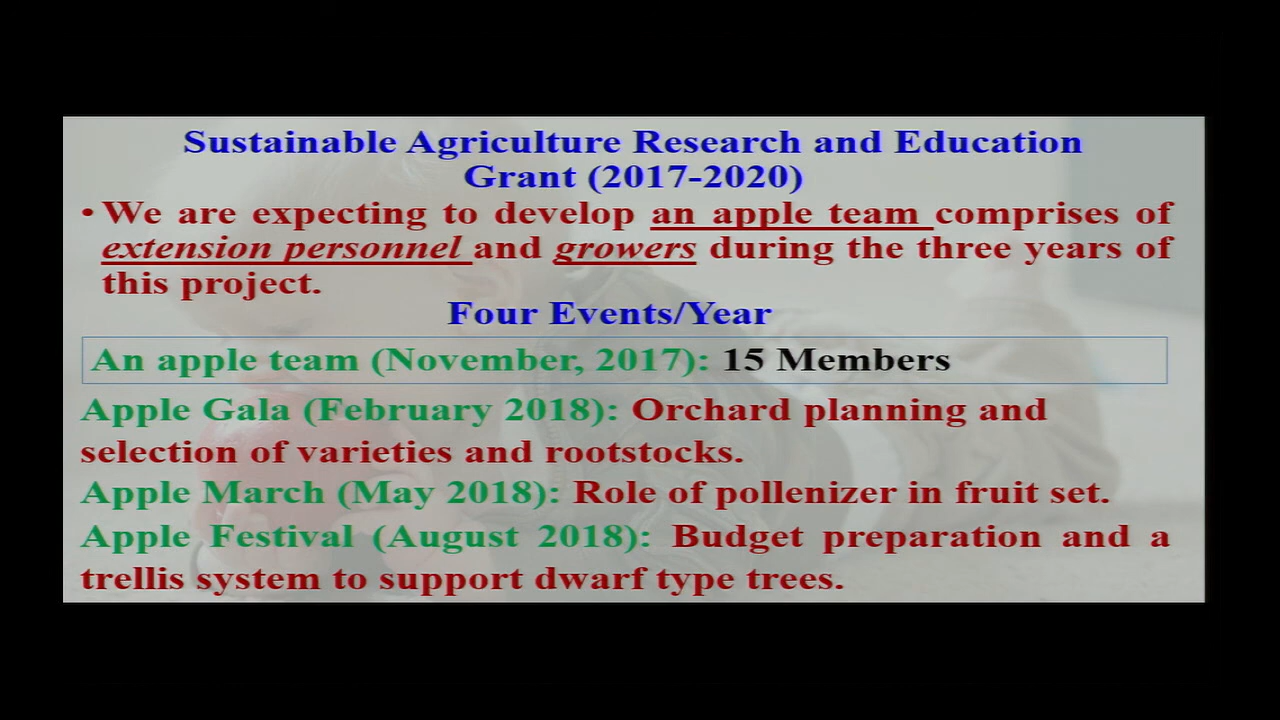 Sustainable Agriculture Research and Education
Grant (2017-2020)
• We are expecting to develop an apple team comprises of
extension personnel and growers during the three years of
this project.
Four Events/Year
An apple team (November, 2017): 15 Members
Apple Gala (February 2018): Orchard planning and
selection of varieties and rootstocks.
Apple March (May 2018): Role of pollenizer in fruit set.
Apple Festival (August 2018): Budget preparation and a
trellis system to support dwarf type trees.